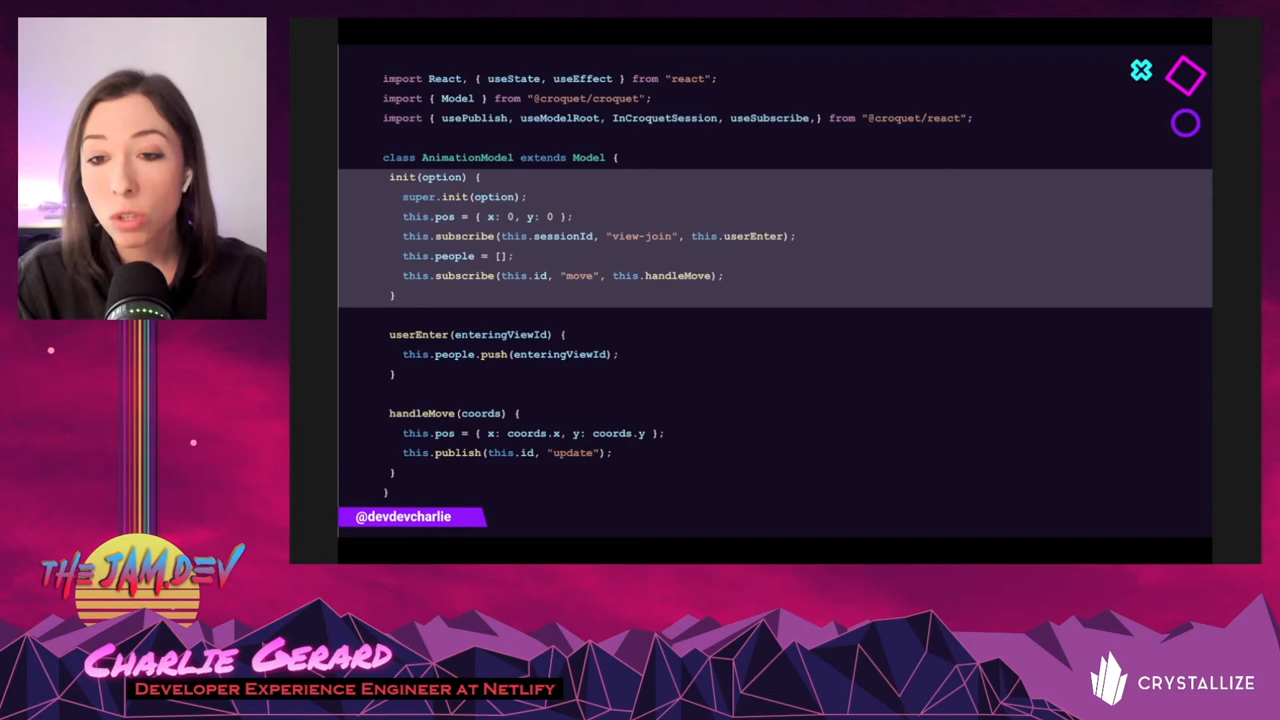 import React, { useState, useEffect } from "react";
import { Model } from "@croquet/croquet";
import { usePublish, useModelRoot, InCroquetSession, useSubscribe,} from "@croquet/react";
class AnimationModel extends Model {
init(option) {
super.init(option);
this.pos = { x: 0, y: 0 };
this.subscribe(this.sessionId, "view-join", this.userEnter);
this.people = [];
this.subscribe(this.id, "move", this.handleMove);
}
userEnter(enteringViewId) {
this.people.push(enteringViewId);
}
handleMove(coords) {
this.pos = { x: coords.x, y: coords.y };
this.publish(this.id, "update");
}
}
@devdevcharlie
THE JAM.DEV
CHARLIE GERARD
DEVELOPER EXPERIENCE ENGINEER AT NETLIFY
CRYSTALLIZE